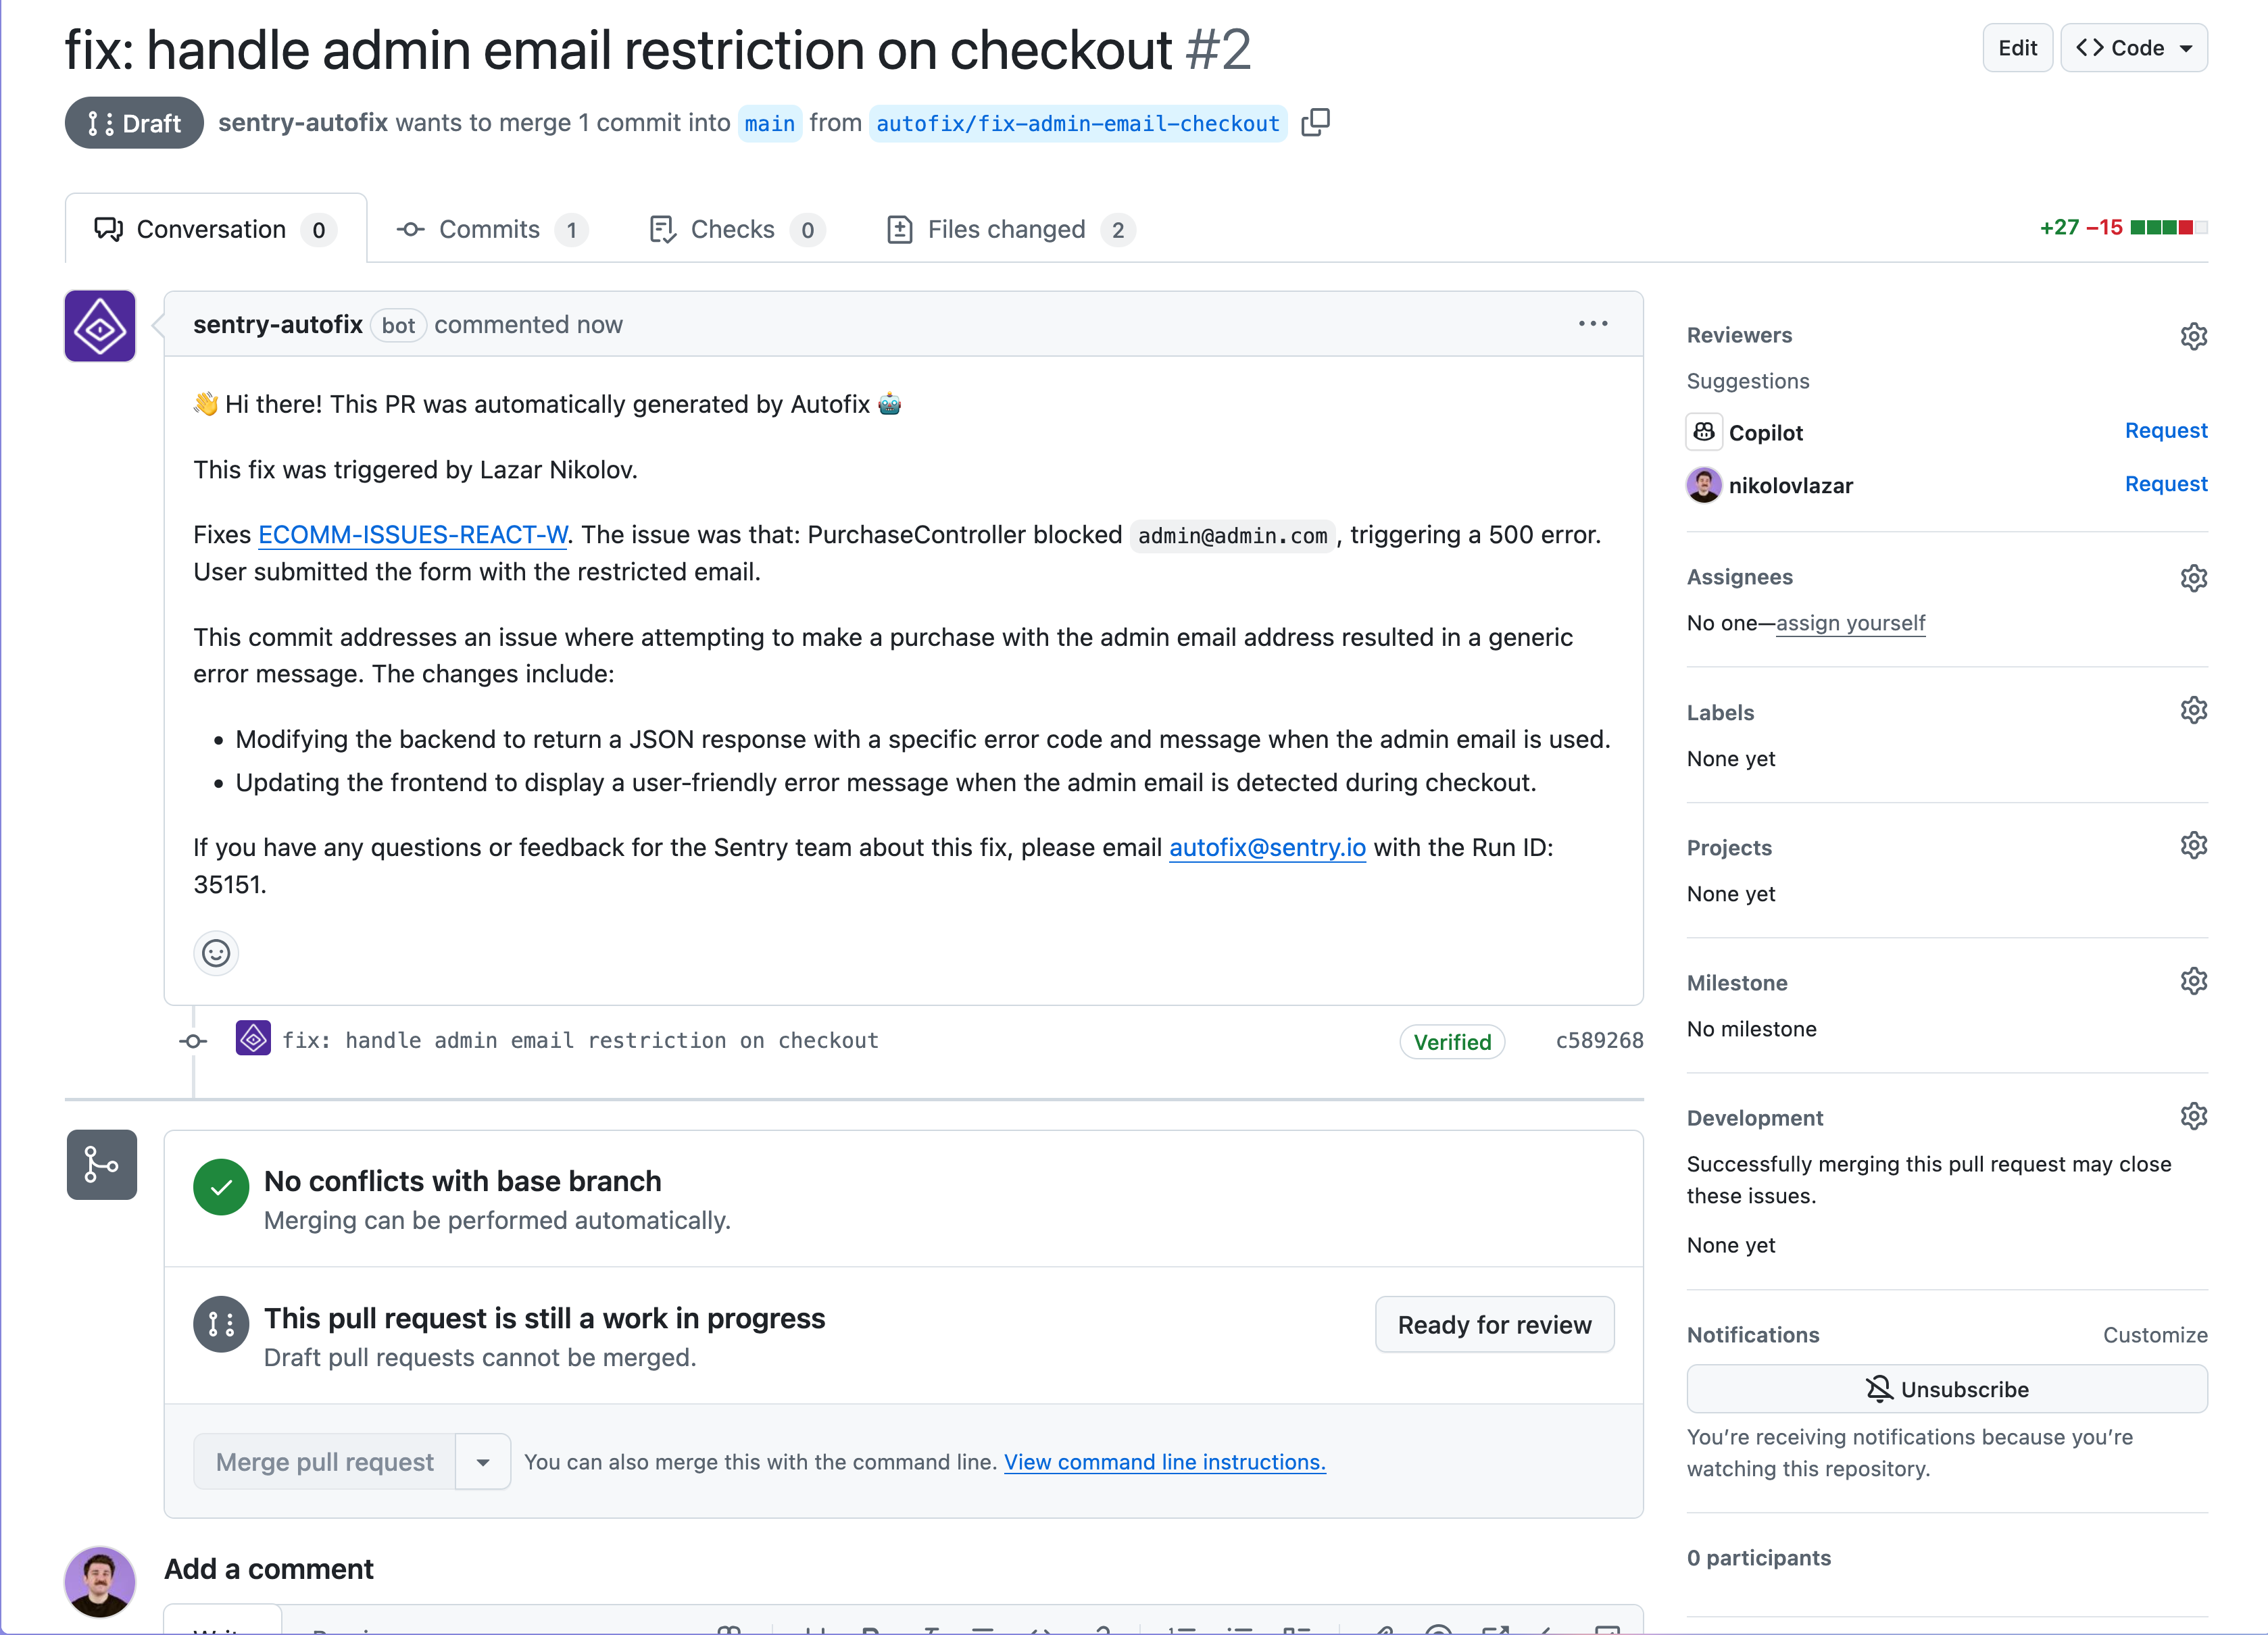 fix: handle admin email restriction on checkout #2
Edit
Code
Draft
sentry-autofix wants to merge 1 commit into main from autofix/fix-admin-email-checkout
Conversation 0
Commits 1
Checks 0
Files changed 2
+27 −15
sentry-autofix bot commented now
👋 Hi there! This PR was automatically generated by Autofix 🤖
This fix was triggered by Lazar Nikolov.
Fixes ECOMM-ISSUES-REACT-W. The issue was that: PurchaseController blocked admin@admin.com, triggering a 500 error.
User submitted the form with the restricted email.
This commit addresses an issue where attempting to make a purchase with the admin email address resulted in a generic
error message. The changes include:
• Modifying the backend to return a JSON response with a specific error code and message when the admin email is used.
• Updating the frontend to display a user-friendly error message when the admin email is detected during checkout.
If you have any questions or feedback for the Sentry team about this fix, please email autofix@sentry.io with the Run ID:
35151.
fix: handle admin email restriction on checkout
Verified
c589268
No conflicts with base branch
Merging can be performed automatically.
This pull request is still a work in progress
Draft pull requests cannot be merged.
Ready for review
Merge pull request
You can also merge this with the command line. View command line instructions.
Add a comment
Reviewers
Suggestions
Copilot
Request
nikolovlazar
Request
Assignees
No one—assign yourself
Labels
None yet
Projects
None yet
Milestone
No milestone
Development
Successfully merging this pull request may close
these issues.
None yet
Notifications
Customize
Unsubscribe
You're receiving notifications because you're
watching this repository.
0 participants